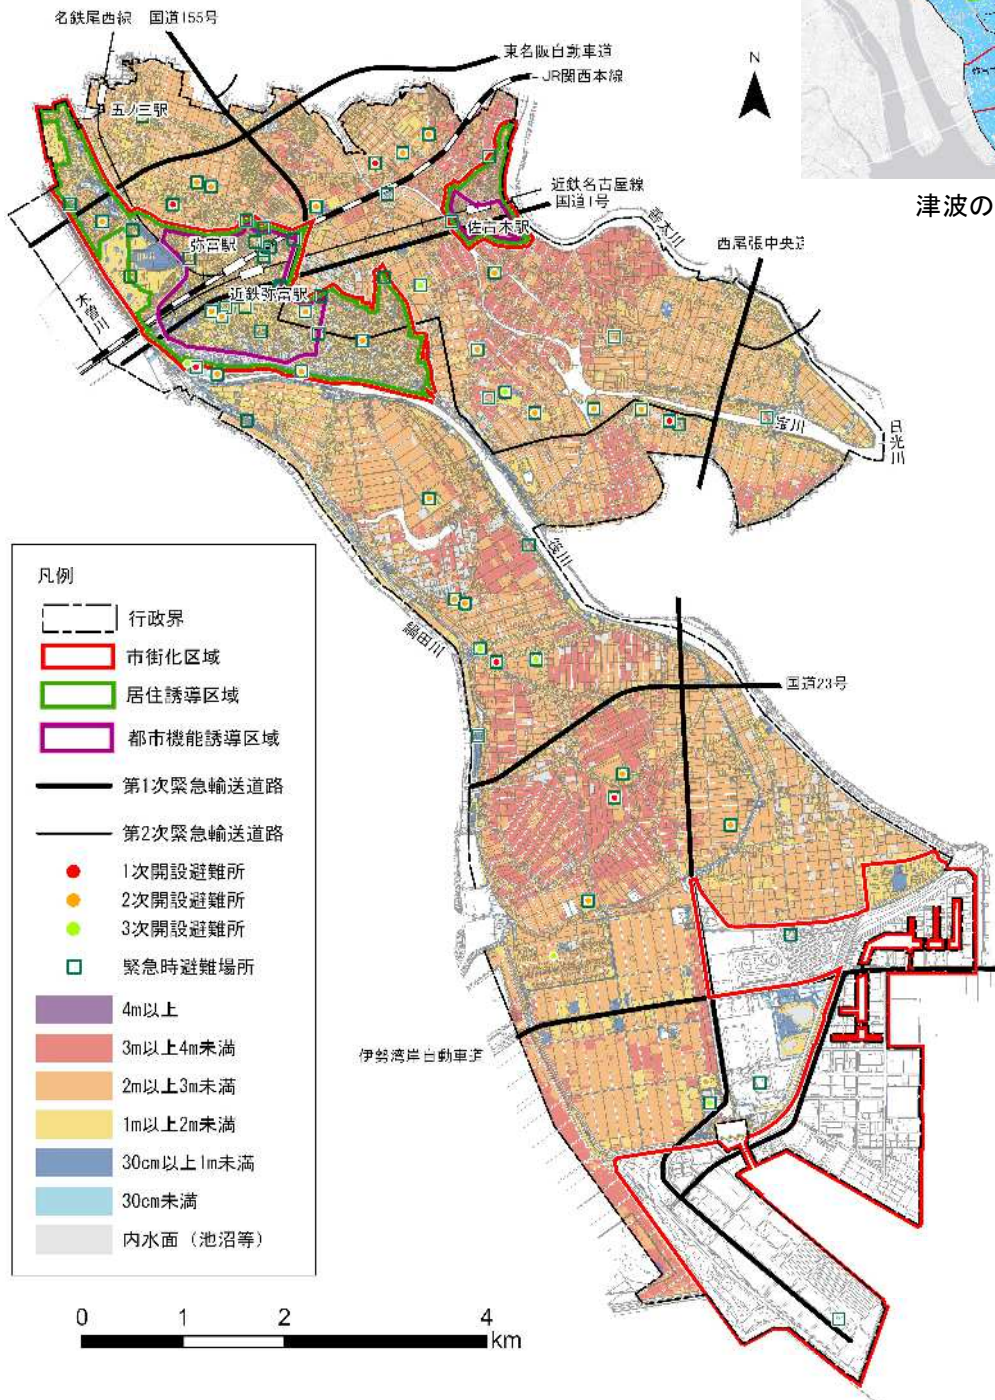 名鉄尾西線 国道155号
東名阪自動車道
JR関西本線
N
五ノ三駅
近鉄名古屋線
国道1号
津波の
佐古木駅
善太川
弥富駅
西尾張中央道
近鉄弥富駅
木曽川
宝川
日光川
筏川
鍋田川
国道23号
伊勢湾岸自動車道
凡例
行政界
市街化区域
居住誘導区域
都市機能誘導区域
第1次緊急輸送道路
第2次緊急輸送道路
1次開設避難所
2次開設避難所
3次開設避難所
緊急時避難場所
4m以上
3m以上4m未満
2m以上3m未満
1m以上2m未満
30cm以上1m未満
30cm未満
内水面（池沼等）
0 1 2 4
km